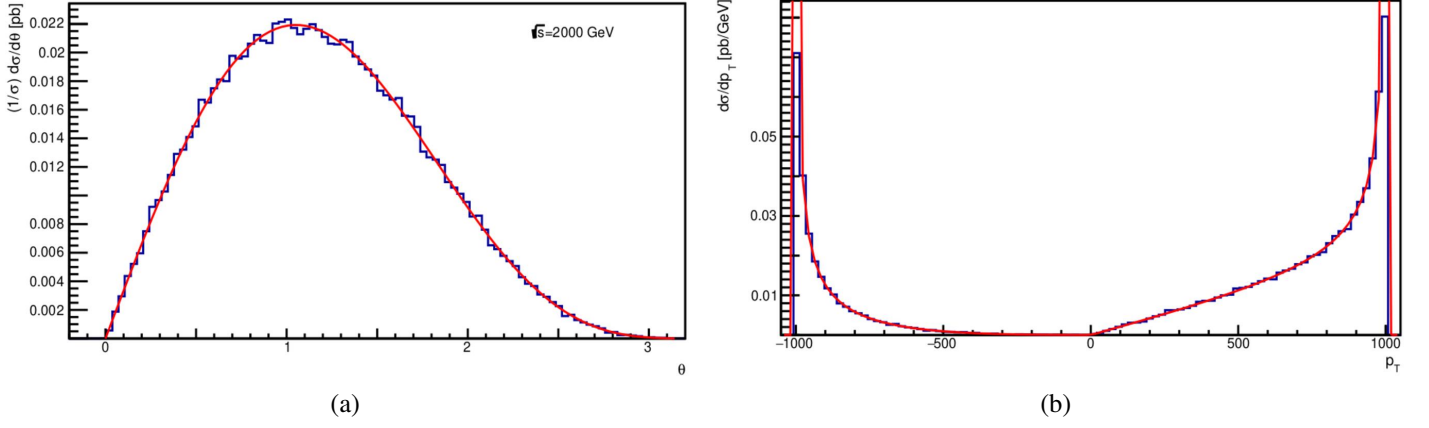 (1/σ) dσ/dθ [pb]
0.022
0.02
0.018
0.016
0.014
0.012
0.01
0.008
0.006
0.004
0.002
0 1 2 3
θ
√s=2000 GeV
(a)
dσ/dp_T [pb/GeV]
0.05
0.03
0.01
−1000 −500 0 500 1000
p_T
(b)